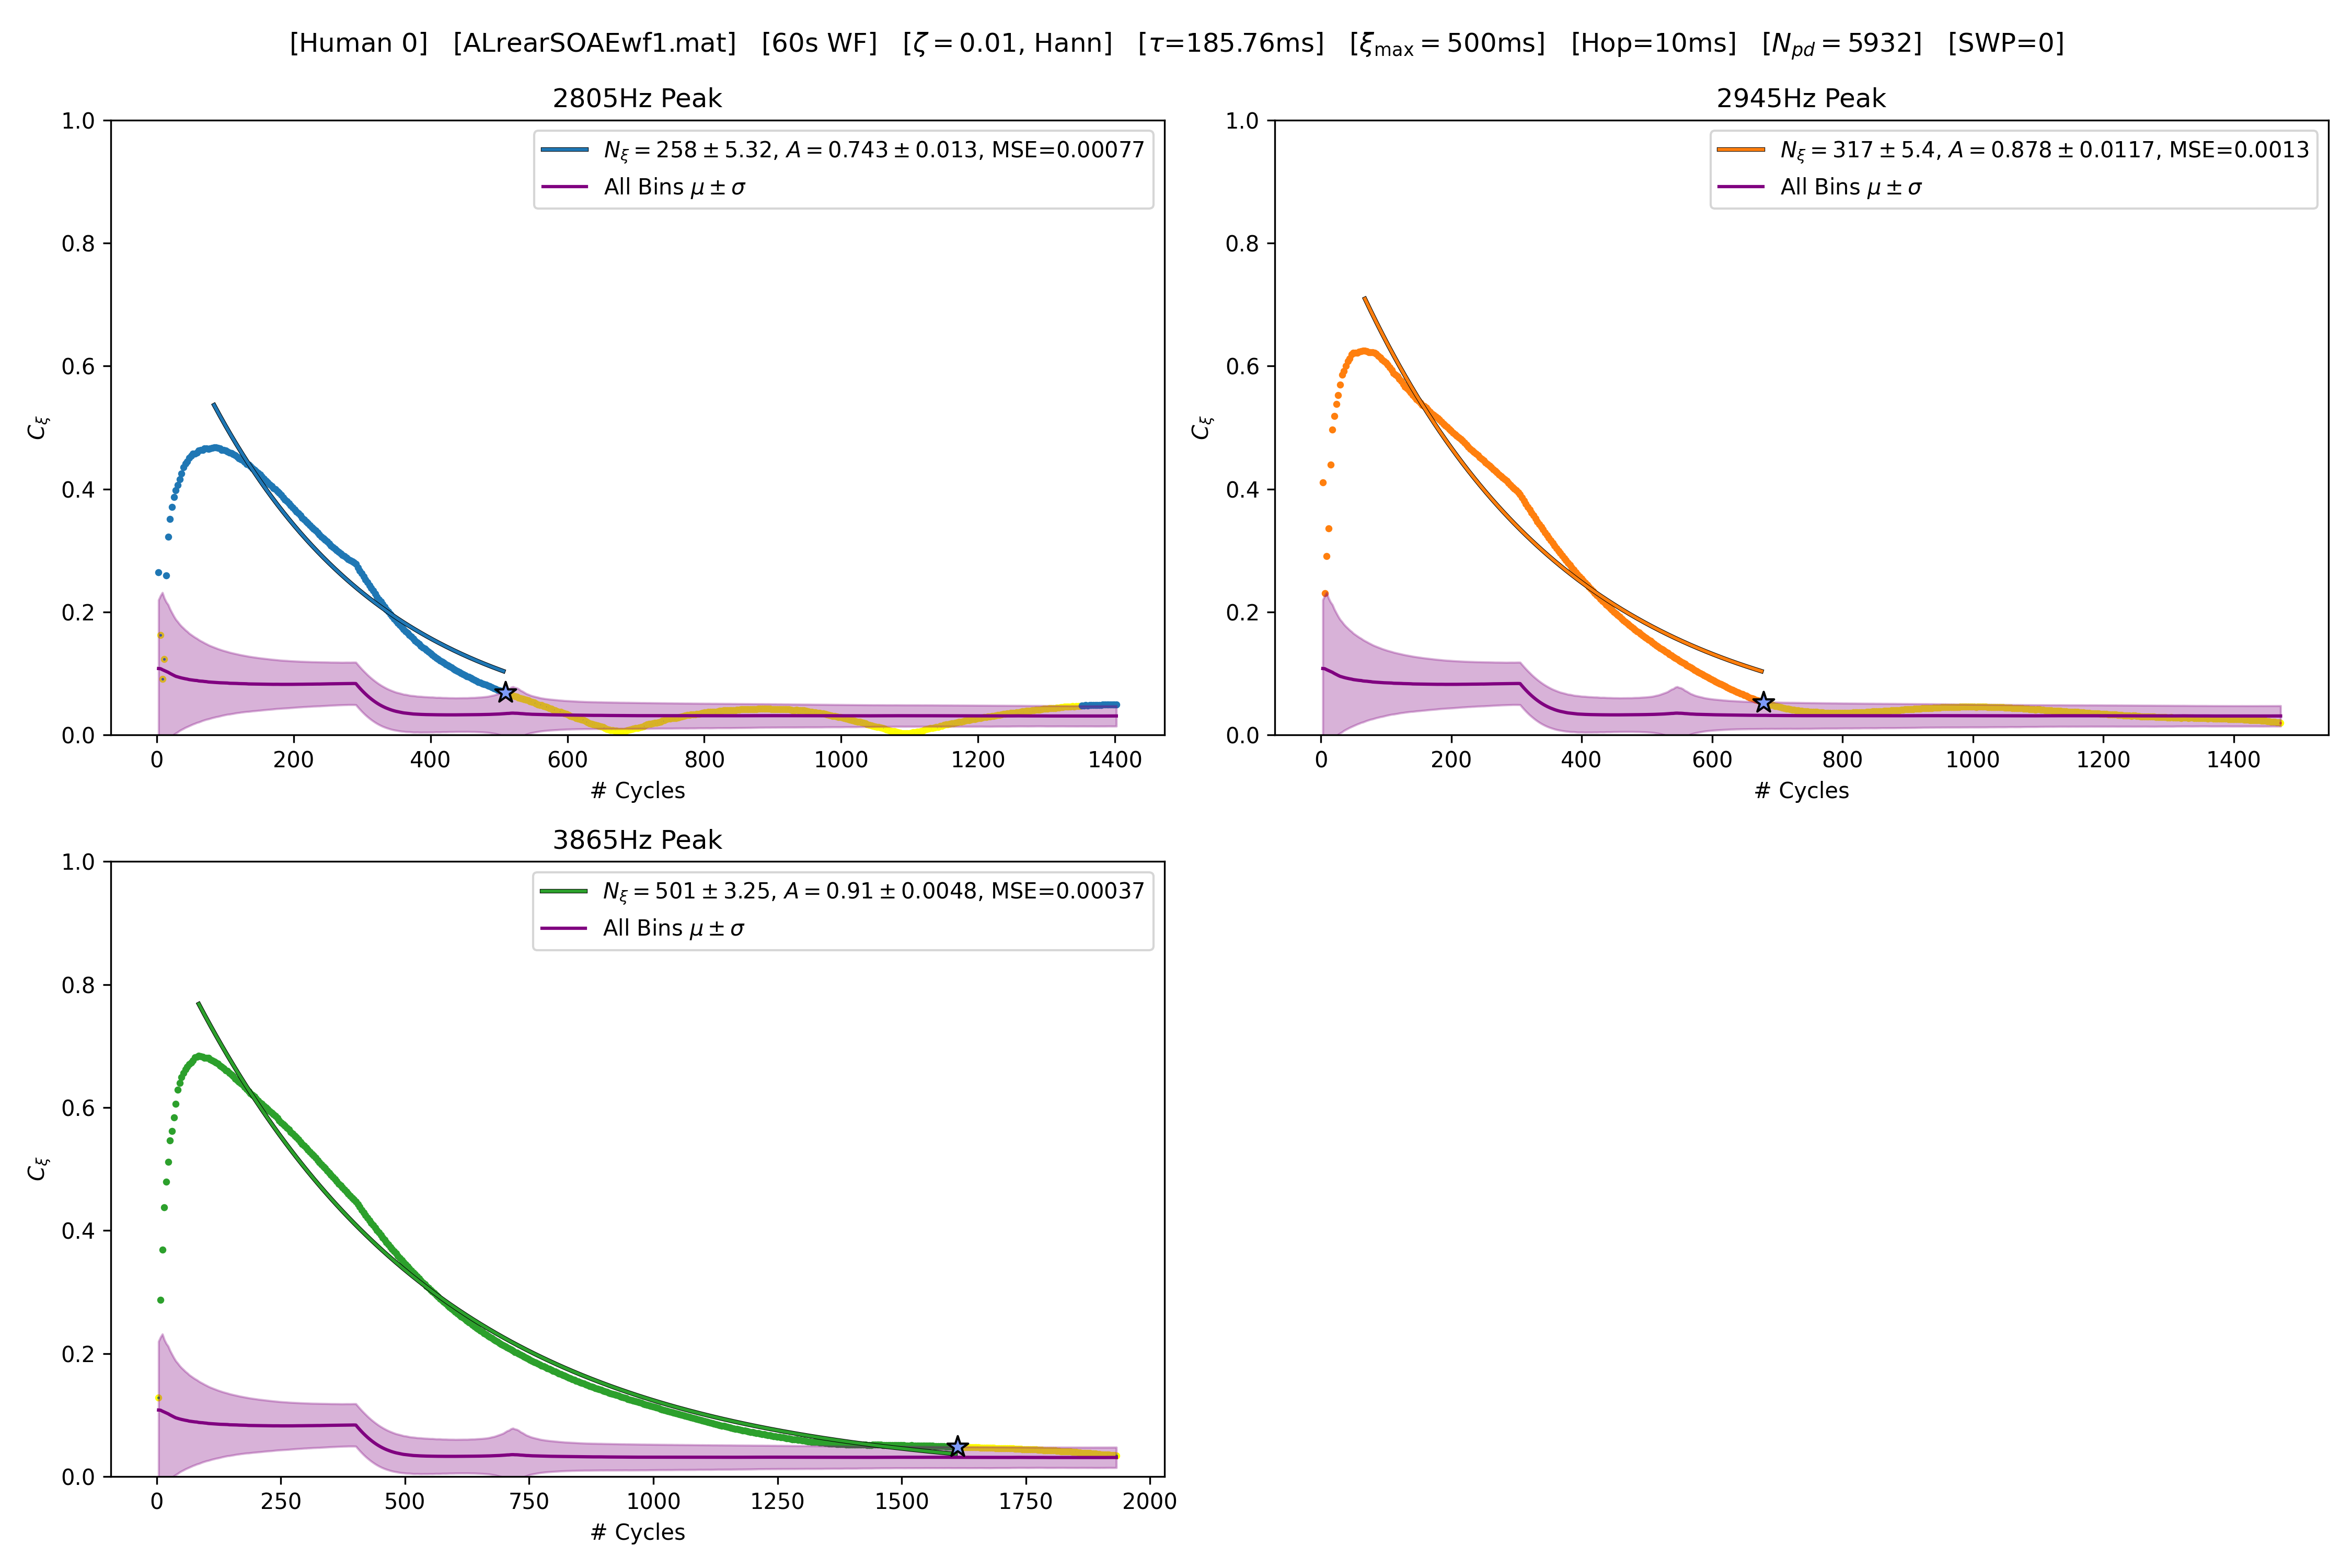 [Human 0] [ALrearSOAEwf1.mat] [60s WF] [ζ = 0.01, Hann] [τ=185.76ms] [ξmax = 500ms] [Hop=10ms] [Npd = 5932] [SWP=0]
2805Hz Peak
1.0
0.8
0.6
0.4
0.2
0.0
Cξ
Nξ = 258 ± 5.32, A = 0.743 ± 0.013, MSE=0.00077
All Bins μ ± σ
0 200 400 600 800 1000 1200 1400
# Cycles
2945Hz Peak
1.0
0.8
0.6
0.4
0.2
0.0
Cξ
Nξ = 317 ± 5.4, A = 0.878 ± 0.0117, MSE=0.0013
All Bins μ ± σ
0 200 400 600 800 1000 1200 1400
# Cycles
3865Hz Peak
1.0
0.8
0.6
0.4
0.2
0.0
Cξ
Nξ = 501 ± 3.25, A = 0.91 ± 0.0048, MSE=0.00037
All Bins μ ± σ
0 250 500 750 1000 1250 1500 1750 2000
# Cycles